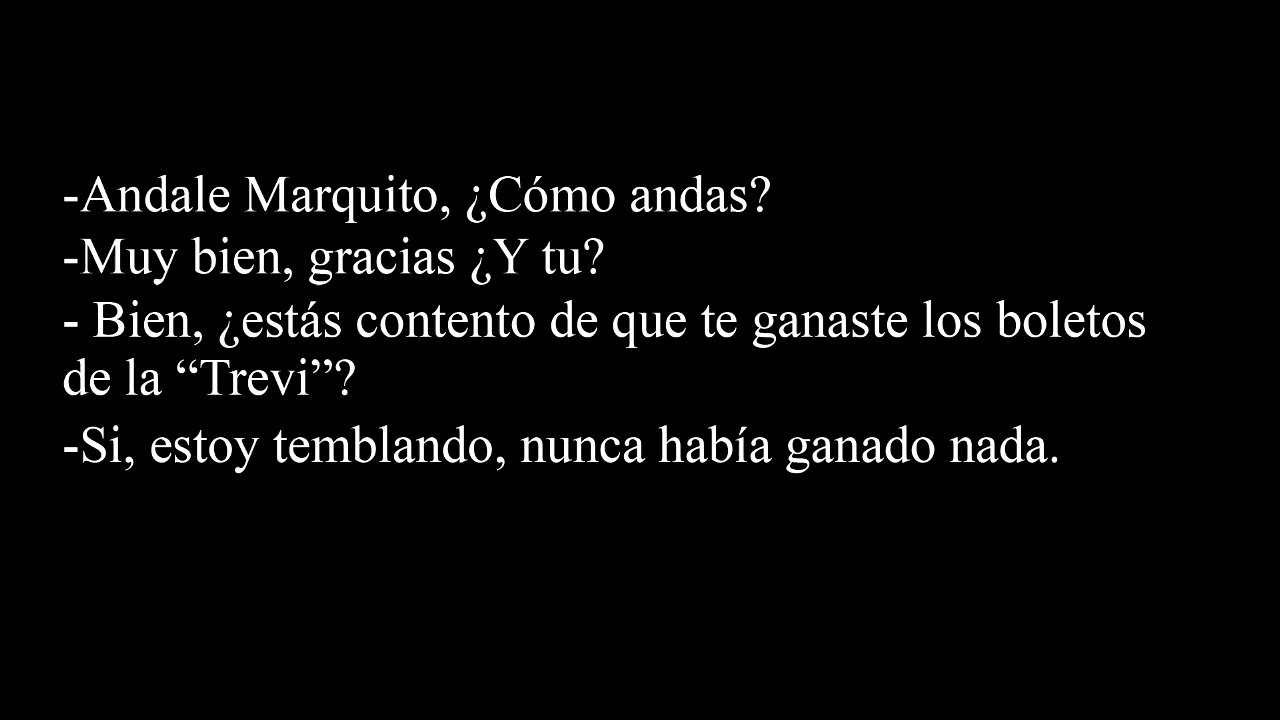 -Andale Marquito, ¿Cómo andas?
-Muy bien, gracias ¿Y tu?
- Bien, ¿estás contento de que te ganaste los boletos
de la “Trevi”?
-Si, estoy temblando, nunca había ganado nada.